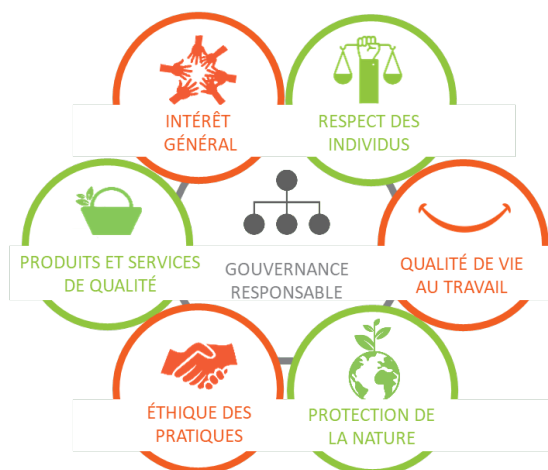 INTÉRÊT
GÉNÉRAL
RESPECT DES
INDIVIDUS
PRODUITS ET SERVICES
DE QUALITÉ
GOUVERNANCE
RESPONSABLE
QUALITÉ DE VIE
AU TRAVAIL
ÉTHIQUE DES
PRATIQUES
PROTECTION DE
LA NATURE